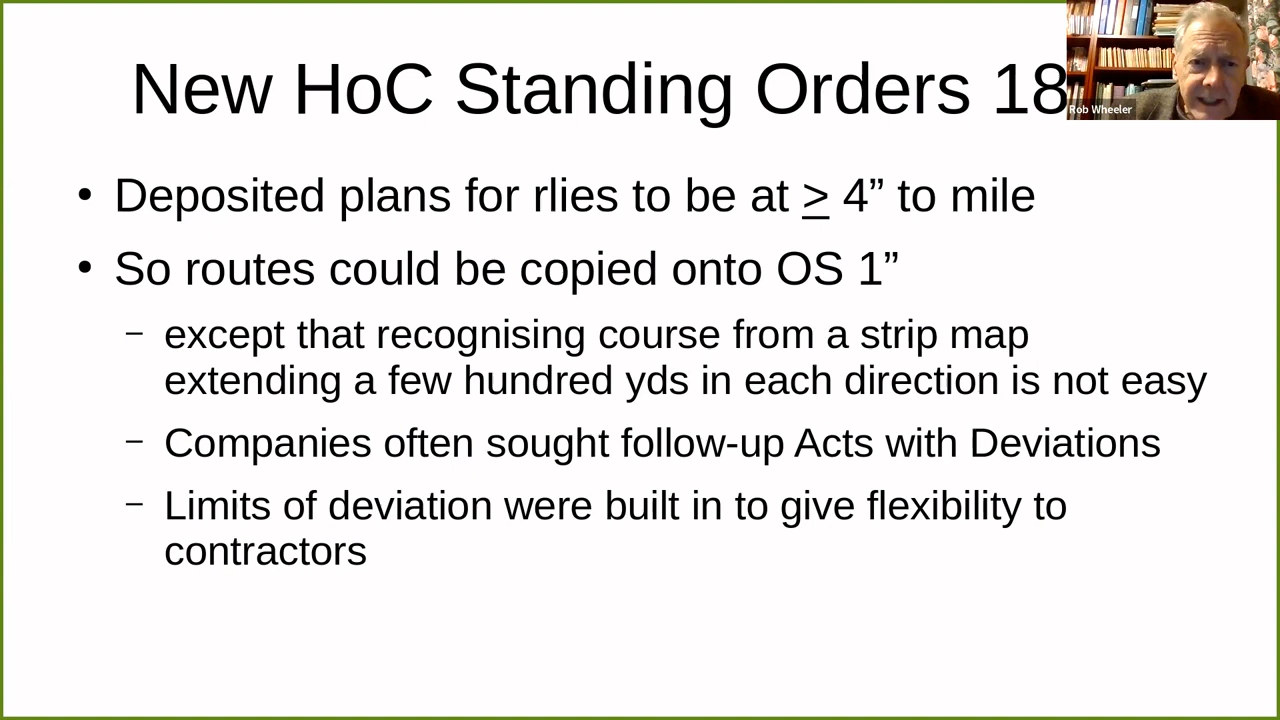 New HoC Standing Orders 18
Rob Wheeler
• Deposited plans for rlies to be at ≥ 4” to mile
• So routes could be copied onto OS 1”
– except that recognising course from a strip map
extending a few hundred yds in each direction is not easy
– Companies often sought follow-up Acts with Deviations
– Limits of deviation were built in to give flexibility to
contractors